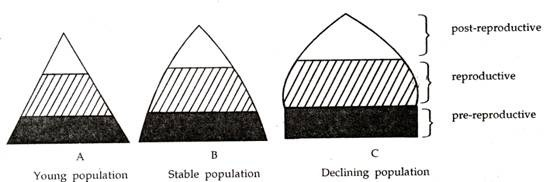 post-reproductive
reproductive
pre-reproductive
A
B
C
Young population
Stable population
Declining population